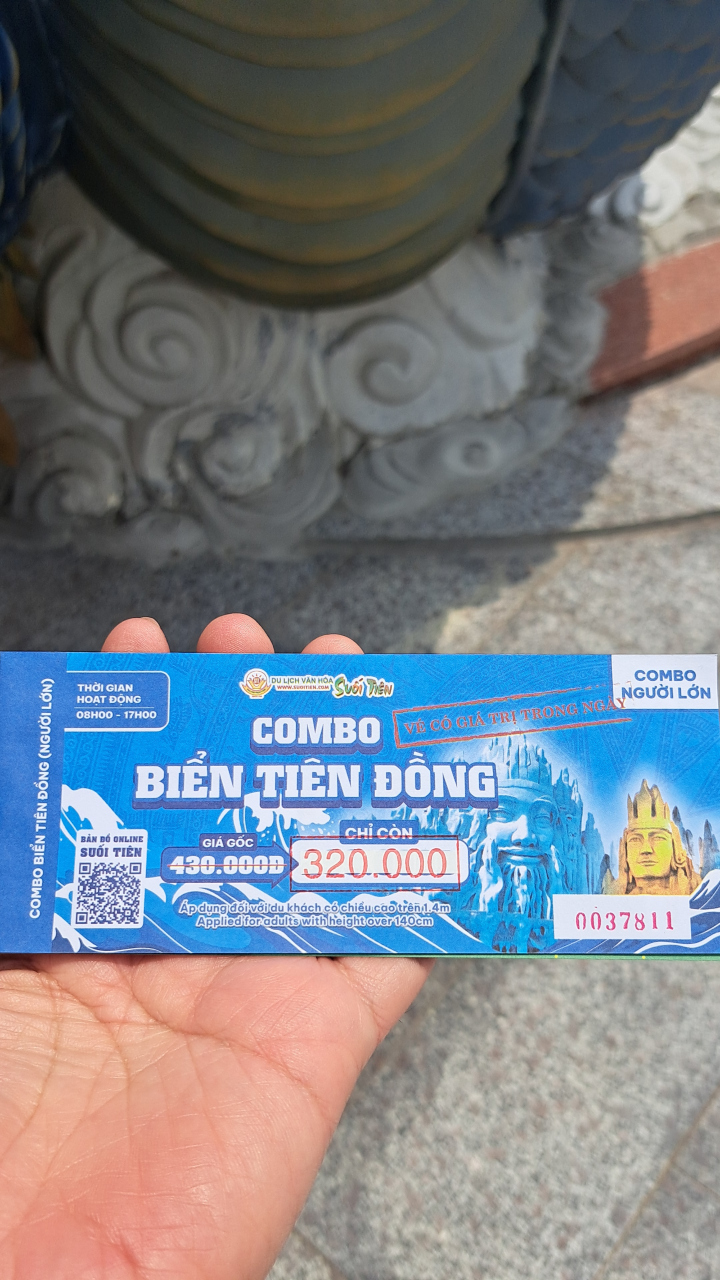 COMBO BIỂN TIÊN ĐỒNG (NGƯỜI LỚN)
THỜI GIAN
HOẠT ĐỘNG
08H00 - 17H00
DU LỊCH VĂN HÓA
WWW.SUOITIEN.COM
SUỐI TIÊN
COMBO
NGƯỜI LỚN
COMBO
VÉ CÓ GIÁ TRỊ TRONG NGÀY
BIỂN TIÊN ĐỒNG
BẢN ĐỒ ONLINE
SUỐI TIÊN
GIÁ GỐC
430.000Đ
CHỈ CÒN
320.000
Áp dụng đối với du khách có chiều cao trên 1.4m
Applied for adults with height over 140cm
0037811